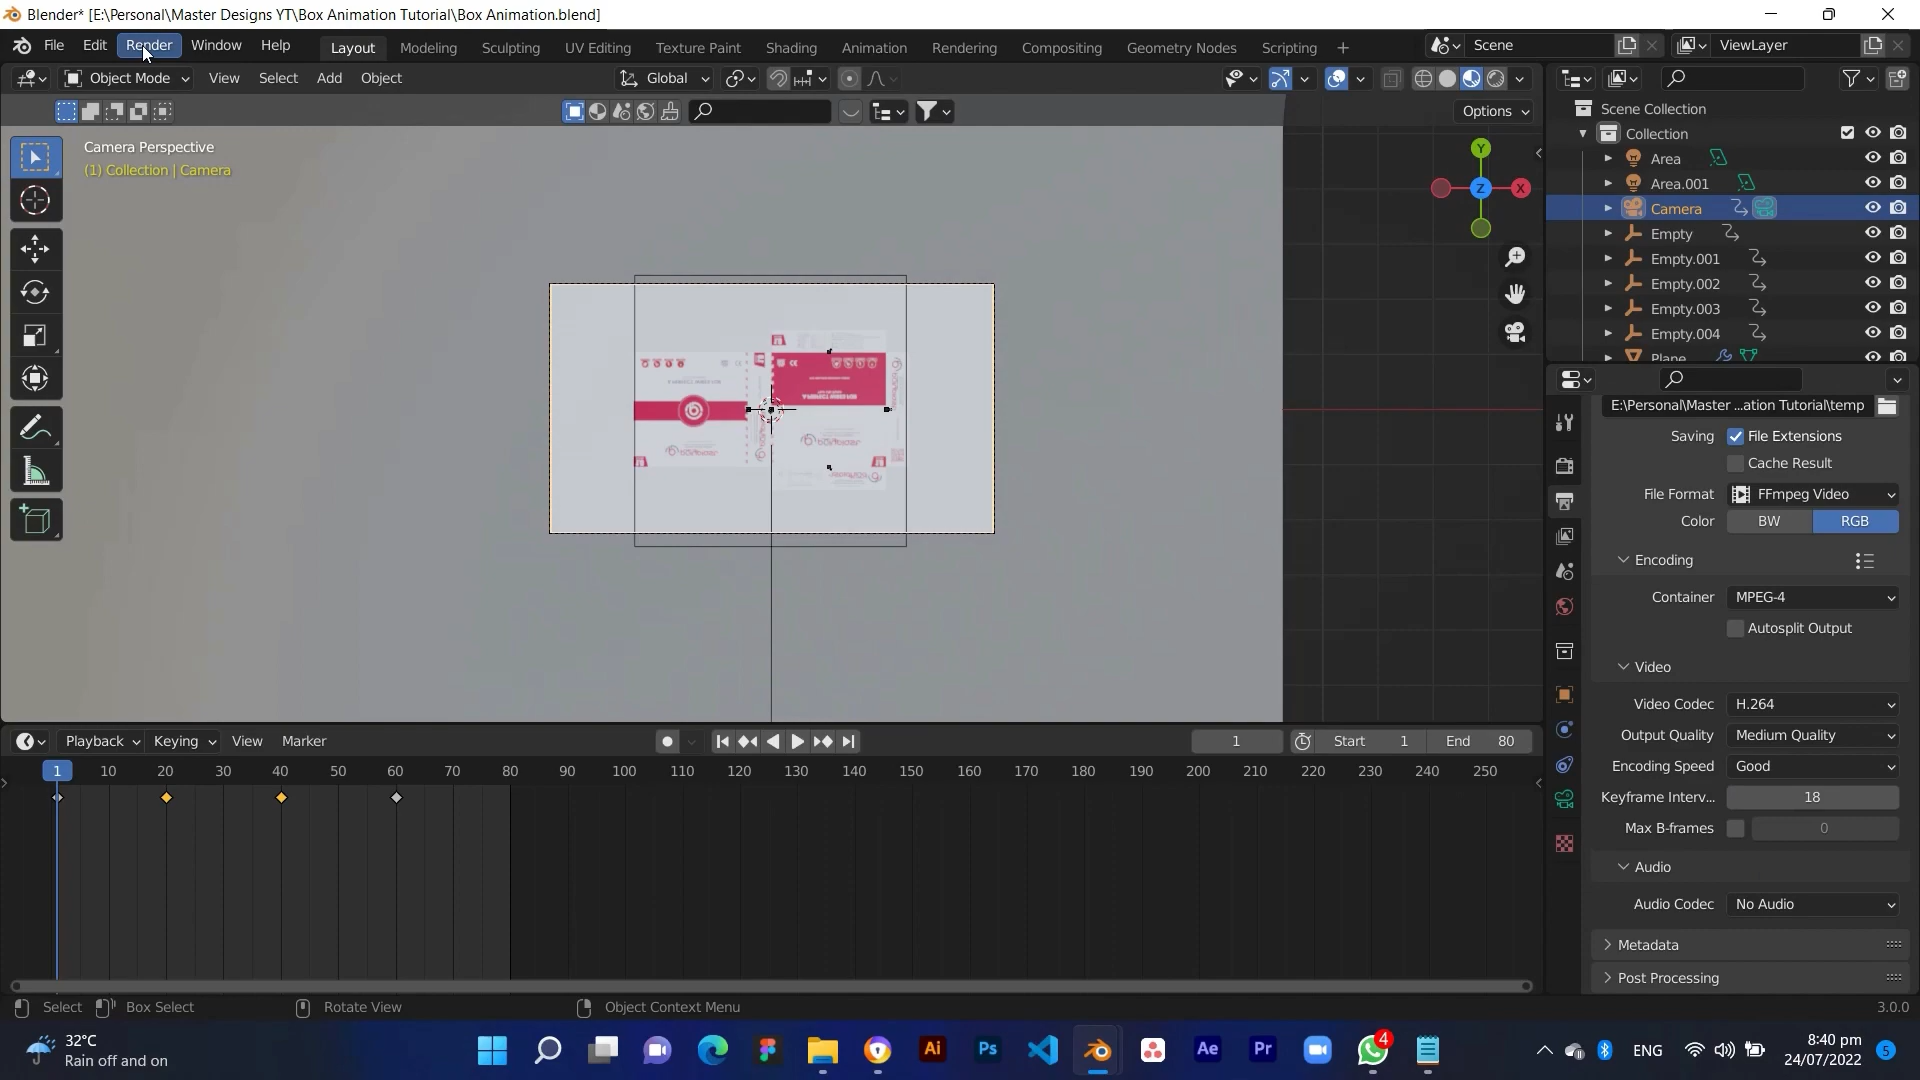 Blender* [E:\Personal\Master Designs YT\Box Animation Tutorial\Box Animation.blend]
File Edit Render Window Help Layout Modeling Sculpting UV Editing Texture Paint Shading Animation Rendering Compositing Geometry Nodes Scripting + Scene ViewLayer
Object Mode View Select Add Object Global
Options
Camera Perspective
(1) Collection | Camera
Y
Z X
Scene Collection
Collection
Area
Area.001
Camera
Empty
Empty.001
Empty.002
Empty.003
Empty.004
Plane
E:\Personal\Master ...ation Tutorial\temp
Saving File Extensions
Cache Result
File Format FFmpeg Video
Color BW RGB
Encoding
Container MPEG-4
Autosplit Output
Video
Video Codec H.264
Output Quality Medium Quality
Encoding Speed Good
Keyframe Interv... 18
Max B-frames 0
Audio
Audio Codec No Audio
Metadata
Post Processing
Playback Keying View Marker 1 Start 1 End 80
1 10 20 30 40 50 60 70 80 90 100 110 120 130 140 150 160 170 180 190 200 210 220 230 240 250
Select Box Select Rotate View Object Context Menu 3.0.0
32°C
Rain off and on
Ai Ps Ae Pr 4
ENG
8:40 pm
24/07/2022
5